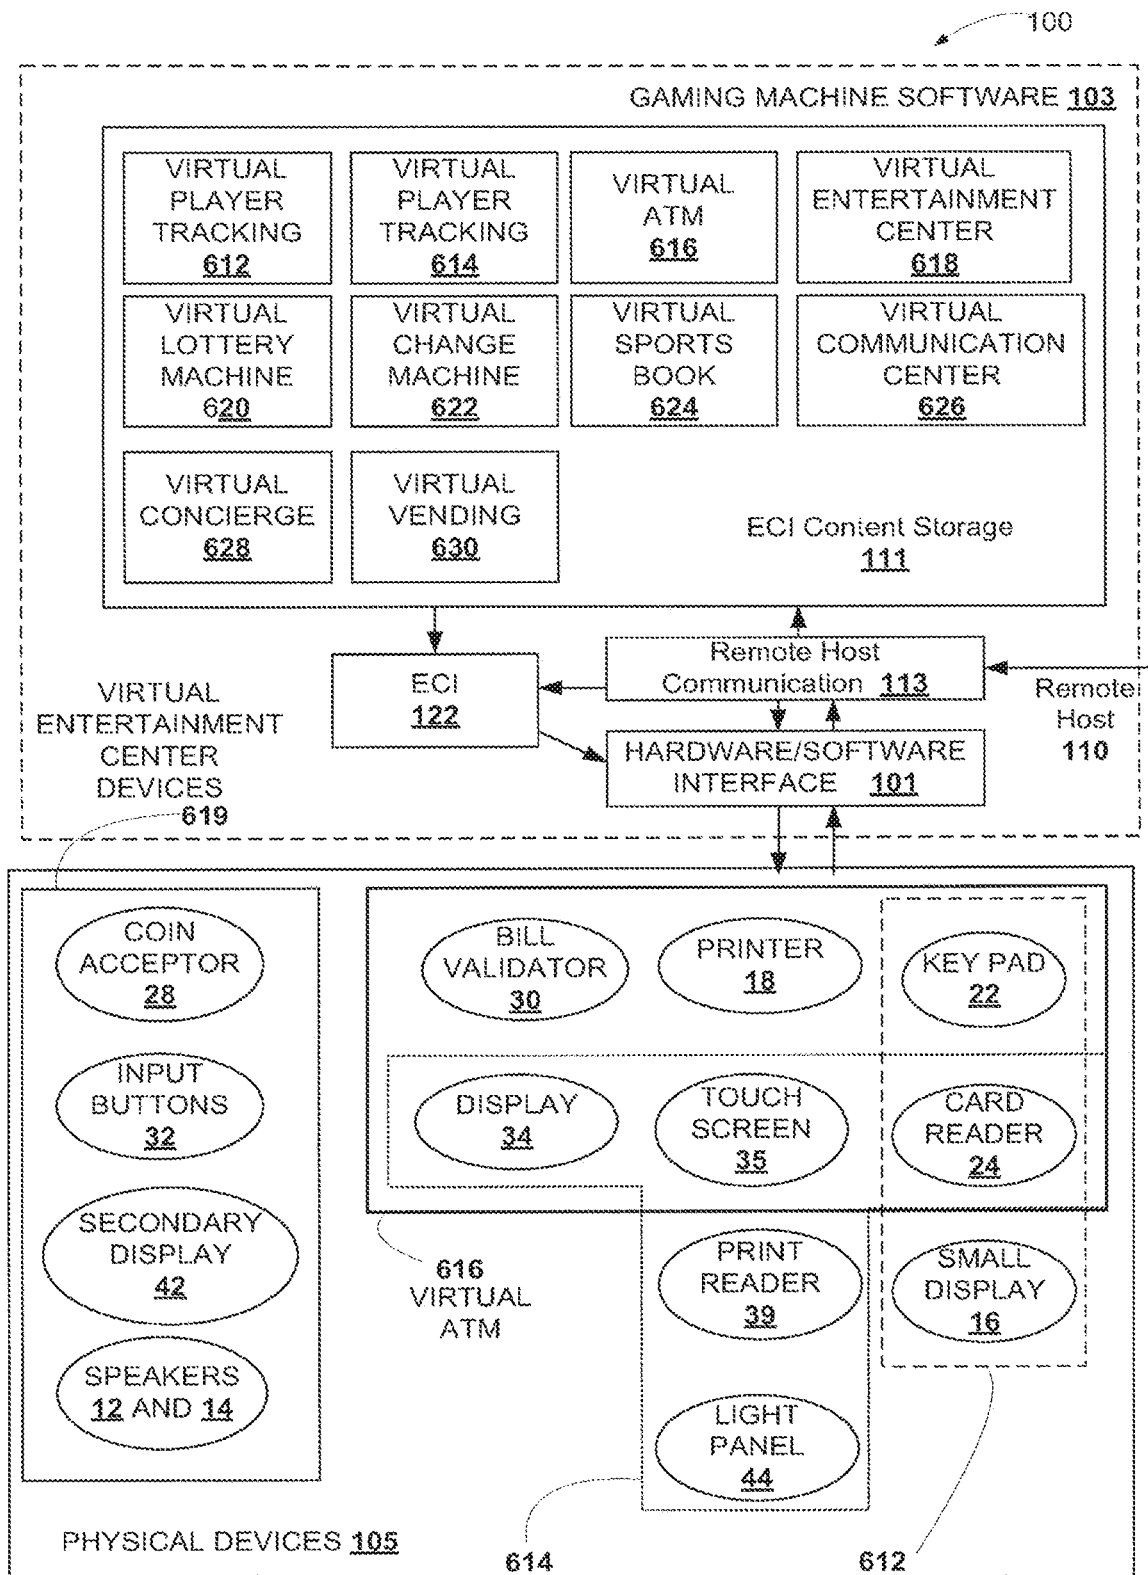 100
GAMING MACHINE SOFTWARE 103
VIRTUAL
PLAYER
TRACKING
612
VIRTUAL
PLAYER
TRACKING
614
VIRTUAL
ATM
616
VIRTUAL
ENTERTAINMENT
CENTER
618
VIRTUAL
LOTTERY
MACHINE
620
VIRTUAL
CHANGE
MACHINE
622
VIRTUAL
SPORTS
BOOK
624
VIRTUAL
COMMUNICATION
CENTER
626
VIRTUAL
CONCIERGE
628
VIRTUAL
VENDING
630
ECI Content Storage
111
ECI
122
Remote Host
Communication 113
Remote
Host
110
HARDWARE/SOFTWARE
INTERFACE 101
VIRTUAL
ENTERTAINMENT
CENTER
DEVICES
619
COIN
ACCEPTOR
28
INPUT
BUTTONS
32
SECONDARY
DISPLAY
42
SPEAKERS
12 AND 14
BILL
VALIDATOR
30
PRINTER
18
KEY PAD
22
DISPLAY
34
TOUCH
SCREEN
35
CARD
READER
24
616
VIRTUAL
ATM
PRINT
READER
39
SMALL
DISPLAY
16
LIGHT
PANEL
44
PHYSICAL DEVICES 105
614
612